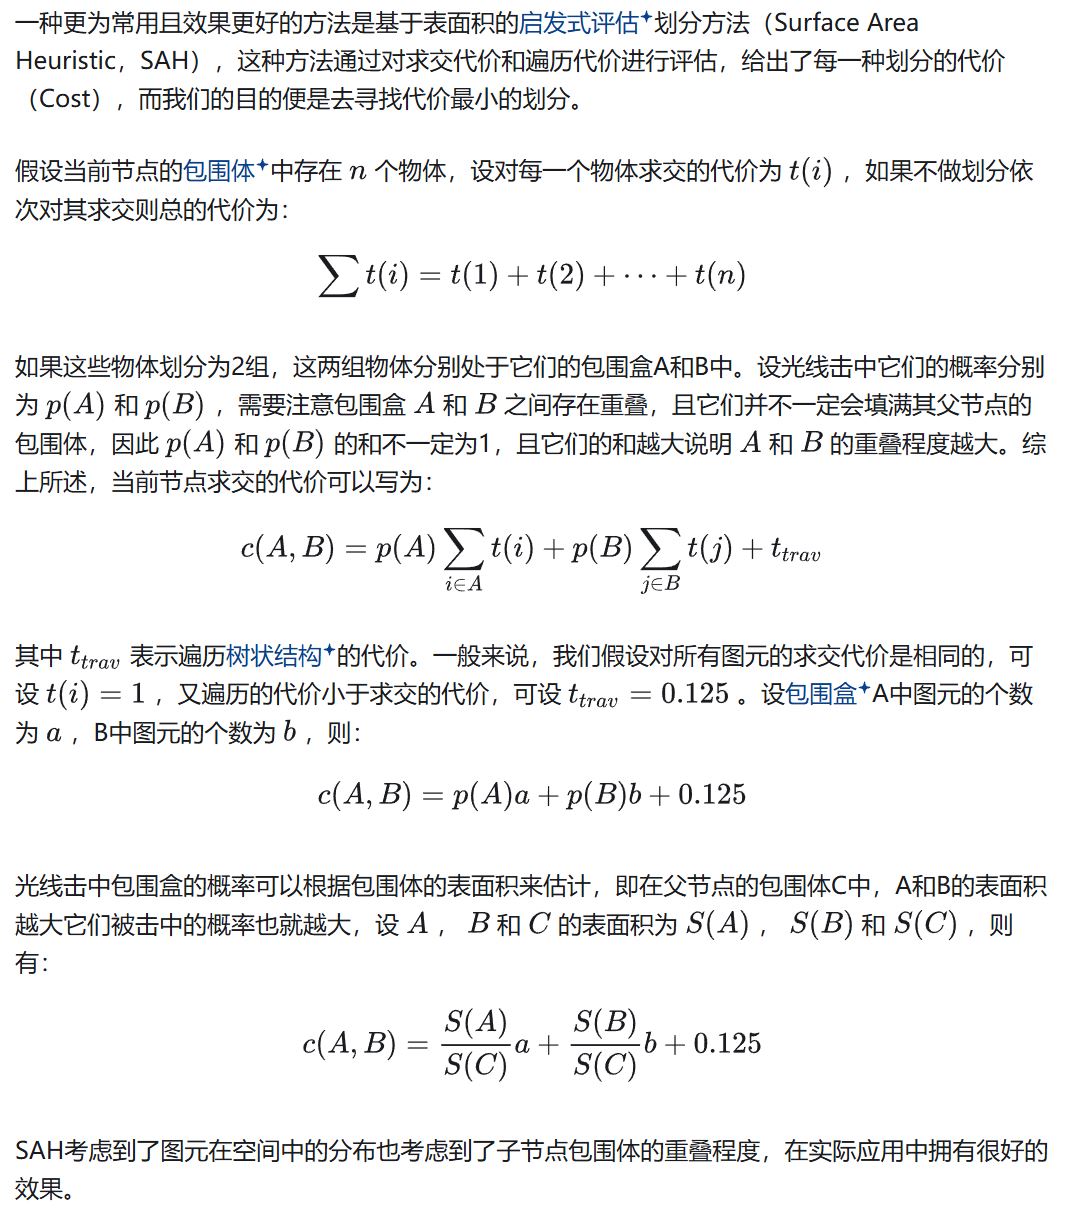 一种更为常用且效果更好的方法是基于表面积的启发式评估划分方法（Surface Area
Heuristic，SAH），这种方法通过对求交代价和遍历代价进行评估，给出了每一种划分的代价
（Cost），而我们的目的便是去寻找代价最小的划分。
假设当前节点的包围体中存在 n 个物体，设对每一个物体求交的代价为 t(i) ，如果不做划分依
次对其求交则总的代价为：
∑ t(i) = t(1) + t(2) + ⋯ + t(n)
如果这些物体划分为2组，这两组物体分别处于它们的包围盒A和B中。设光线击中它们的概率分别
为 p(A) 和 p(B) ，需要注意包围盒 A 和 B 之间存在重叠，且它们并不一定会填满其父节点的
包围体，因此 p(A) 和 p(B) 的和不一定为1，且它们的和越大说明 A 和 B 的重叠程度越大。综
上所述，当前节点求交的代价可以写为：
c(A, B) = p(A) ∑_{i∈A} t(i) + p(B) ∑_{j∈B} t(j) + t_{trav}
其中 t_{trav} 表示遍历树状结构的代价。一般来说，我们假设对所有图元的求交代价是相同的，可
设 t(i) = 1 ，又遍历的代价小于求交的代价，可设 t_{trav} = 0.125 。设包围盒A中图元的个数
为 a ，B中图元的个数为 b ，则：
c(A, B) = p(A)a + p(B)b + 0.125
光线击中包围盒的概率可以根据包围体的表面积来估计，即在父节点的包围体C中，A和B的表面积
越大它们被击中的概率也就越大，设 A ， B 和 C 的表面积为 S(A) ， S(B) 和 S(C) ，则
有：
c(A, B) = \frac{S(A)}{S(C)} a + \frac{S(B)}{S(C)} b + 0.125
SAH考虑到了图元在空间中的分布也考虑到了子节点包围体的重叠程度，在实际应用中拥有很好的
效果。